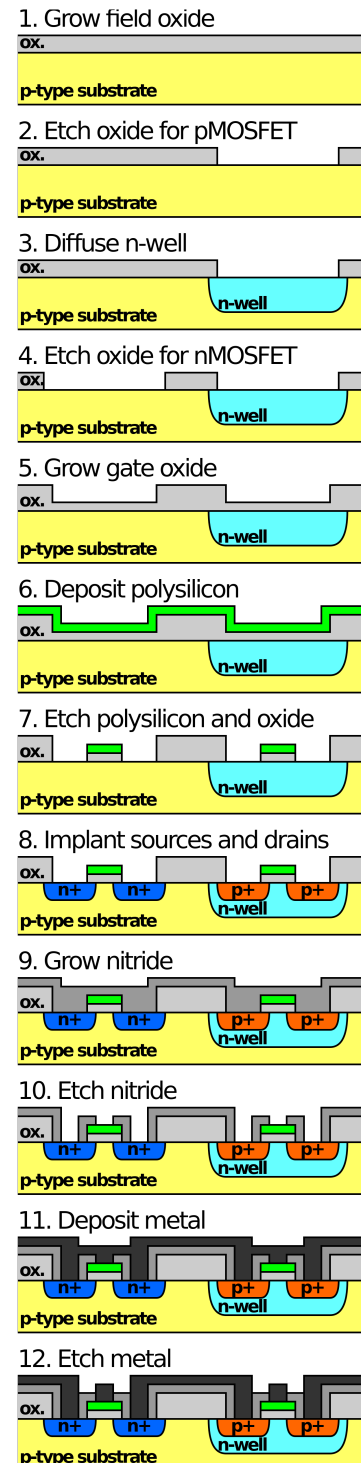 1. Grow field oxide
ox.
p-type substrate
2. Etch oxide for pMOSFET
ox.
p-type substrate
3. Diffuse n-well
ox.
n-well
p-type substrate
4. Etch oxide for nMOSFET
ox.
n-well
p-type substrate
5. Grow gate oxide
ox.
n-well
p-type substrate
6. Deposit polysilicon
ox.
n-well
p-type substrate
7. Etch polysilicon and oxide
ox.
n-well
p-type substrate
8. Implant sources and drains
ox.
n+ n+ p+ p+
n-well
p-type substrate
9. Grow nitride
ox.
n+ n+ p+ p+
n-well
p-type substrate
10. Etch nitride
ox.
n+ n+ p+ p+
n-well
p-type substrate
11. Deposit metal
ox.
n+ n+ p+ p+
n-well
p-type substrate
12. Etch metal
ox.
n+ n+ p+ p+
n-well
p-type substrate